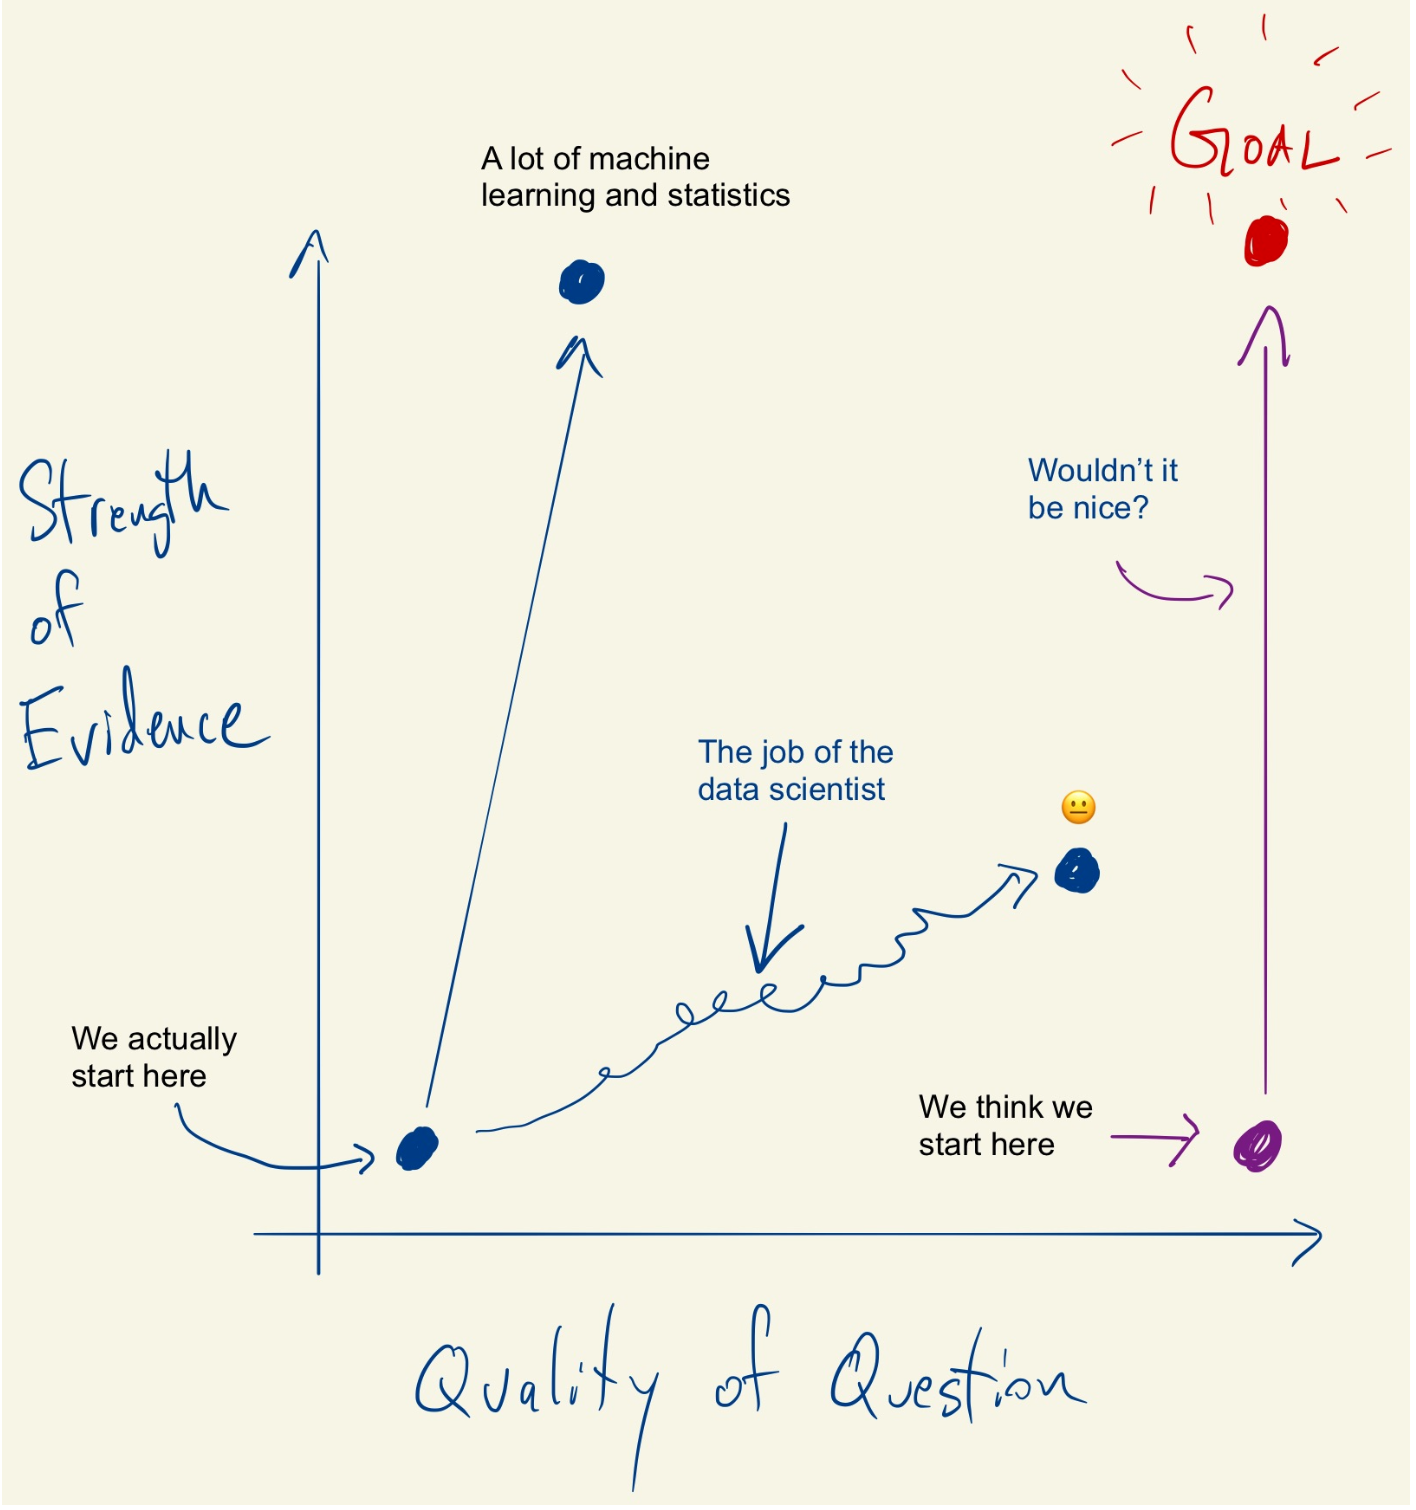 GOAL
A lot of machine
learning and statistics
Strength
of
Evidence
Wouldn’t it
be nice?
The job of the
data scientist
We actually
start here
We think we
start here
Quality of Question